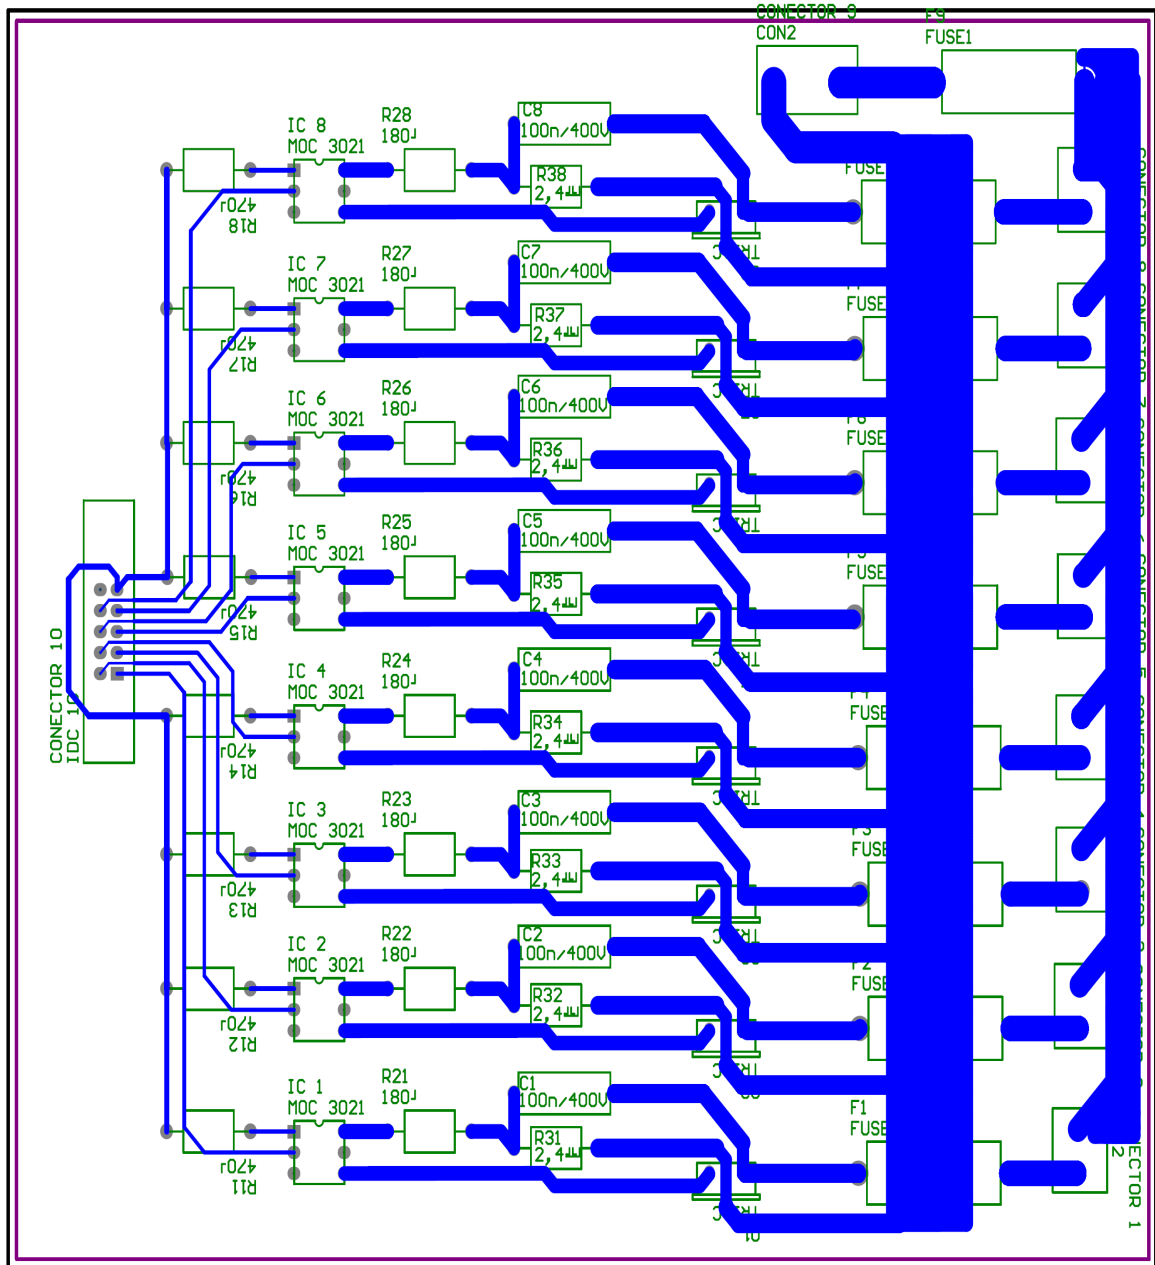 CONECTOR 9
CON2
F9
FUSE1
C8
100n/400V
R28
180
IC 8
MOC 3021
R38
2,4
FUSE
470
R18
C7
100n/400V
R27
180
IC 7
MOC 3021
R37
2,4
FUSE
470
R17
C6
100n/400V
R26
180
IC 6
MOC 3021
R36
2,4
FUSE
470
R16
C5
100n/400V
R25
180
IC 5
MOC 3021
R35
2,4
FUSE
470
R15
CONECTOR 10
C4
100n/400V
R24
180
IC 4
MOC 3021
R34
2,4
FUSE
470
R14
C3
100n/400V
R23
180
IC 3
MOC 3021
R33
2,4
F3
FUSE
470
R13
C2
100n/400V
R22
180
IC 2
MOC 3021
R32
2,4
F2
FUSE
470
R12
C1
100n/400V
R21
180
IC 1
MOC 3021
R31
2,4
F1
FUSE
470
R11